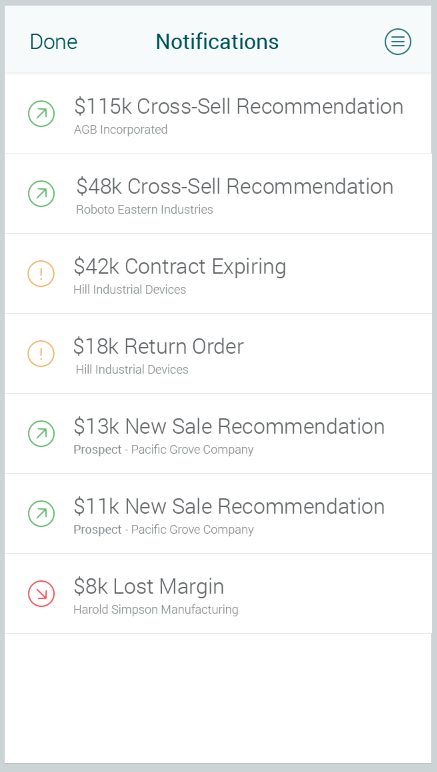 Done
Notifications
$115k Cross-Sell Recommendation
AGB Incorporated
$48k Cross-Sell Recommendation
Roboto Eastern Industries
$42k Contract Expiring
Hill Industrial Devices
$18k Return Order
Hill Industrial Devices
$13k New Sale Recommendation
Prospect - Pacific Grove Company
$11k New Sale Recommendation
Prospect - Pacific Grove Company
$8k Lost Margin
Harold Simpson Manufacturing